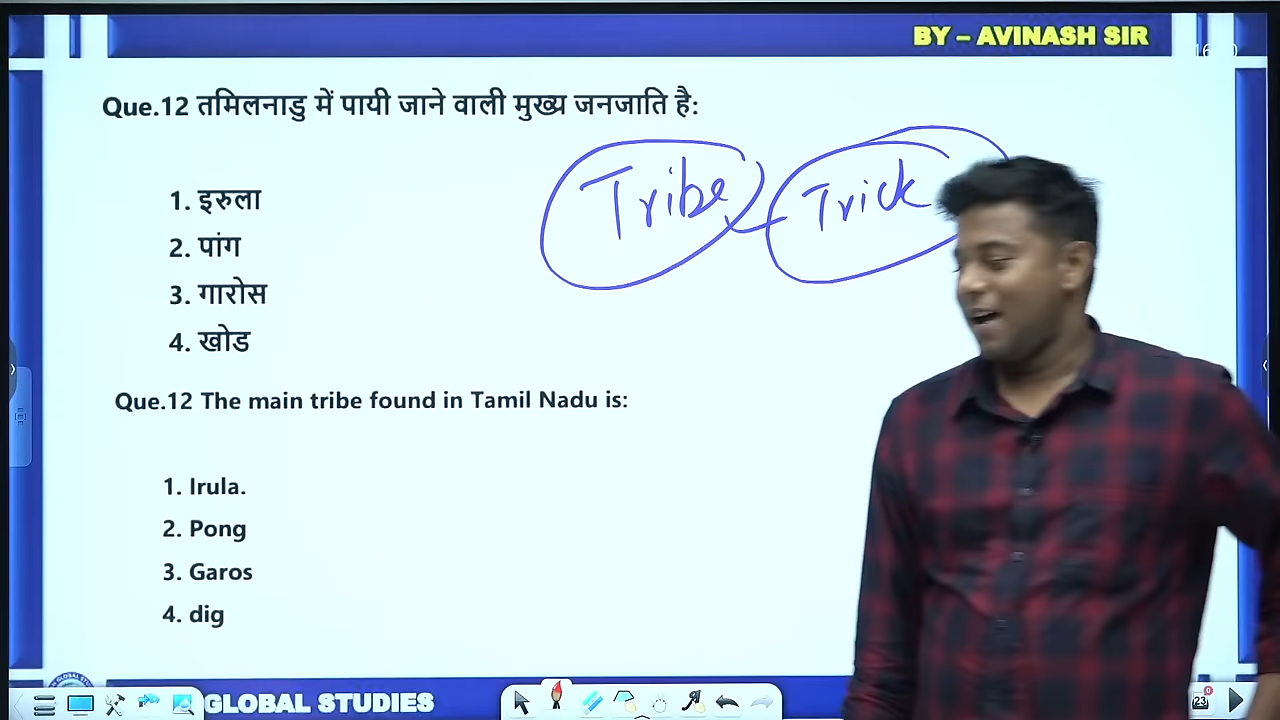 BY – AVINASH SIR
Que.12 तमिलनाडु में पायी जाने वाली मुख्य जनजाति है:
Tribe Trick
1. इरुला
2. पांग
3. गारोस
4. खोड
Que.12 The main tribe found in Tamil Nadu is:
1. Irula.
2. Pong
3. Garos
4. dig
GLOBAL STUDIES
23